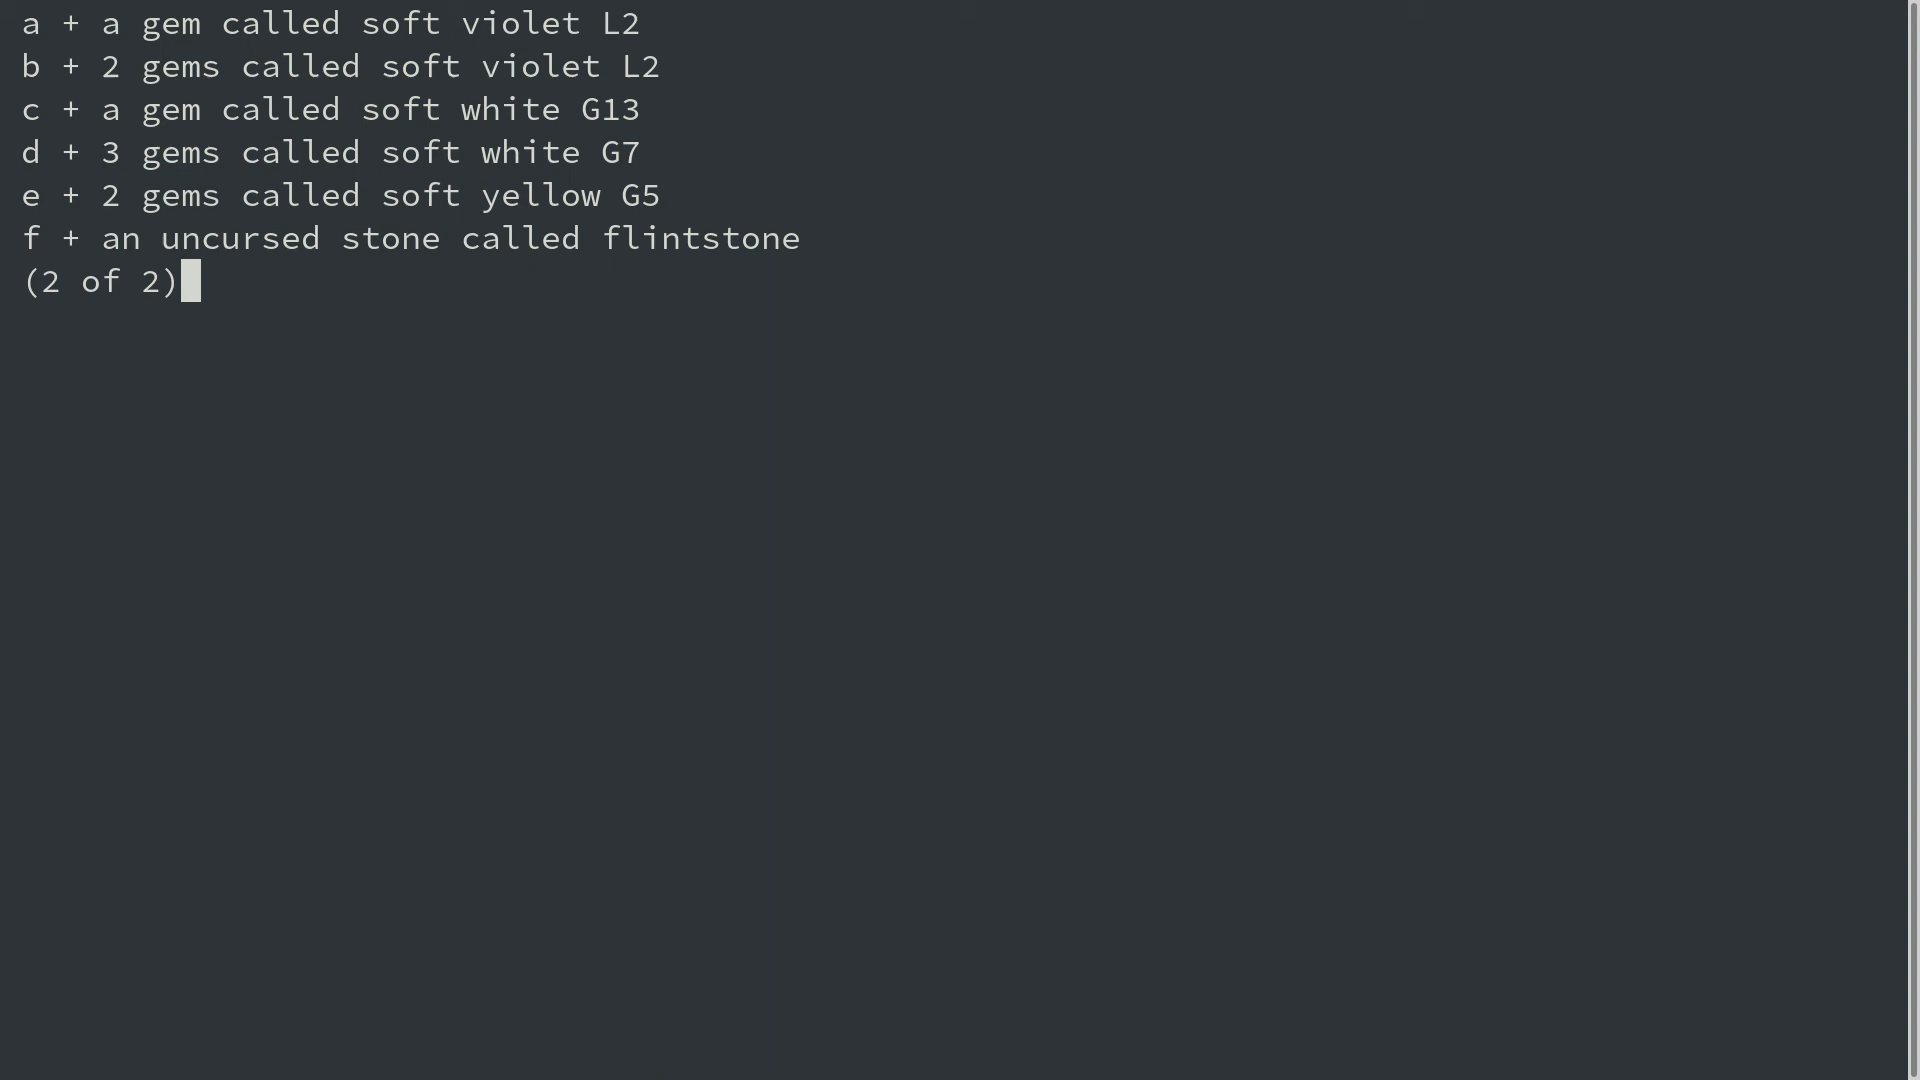 a + a gem called soft violet L2
b + 2 gems called soft violet L2
c + a gem called soft white G13
d + 3 gems called soft white G7
e + 2 gems called soft yellow G5
f + an uncursed stone called flintstone
(2 of 2)